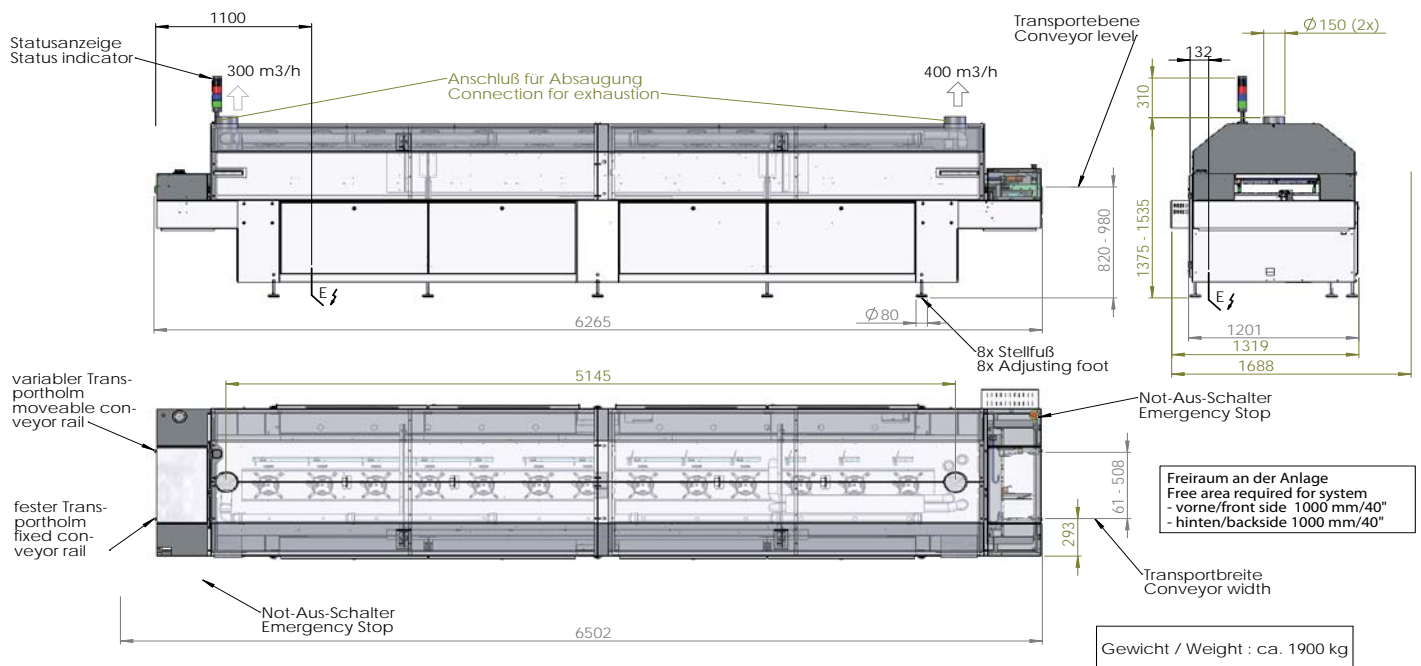 1100
Statusanzeige
Status indicator
300 m3/h
Anschluß für Absaugung
Connection for exhaustion
400 m3/h
Transportebene
Conveyor level
Ø150 (2x)
132
310
1375 - 1535
820 - 980
E
E
6265
Ø80
8x Stellfuß
8x Adjusting foot
1201
1319
1688
variabler Trans-
portholm
moveable con-
veyor rail
5145
Not-Aus-Schalter
Emergency Stop
fester Trans-
portholm
fixed con-
veyor rail
61 - 508
293
Freiraum an der Anlage
Free area required for system
- vorne/front side 1000 mm/40"
- hinten/backside 1000 mm/40"
Transportbreite
Conveyor width
Not-Aus-Schalter
Emergency Stop
6502
Gewicht / Weight : ca. 1900 kg